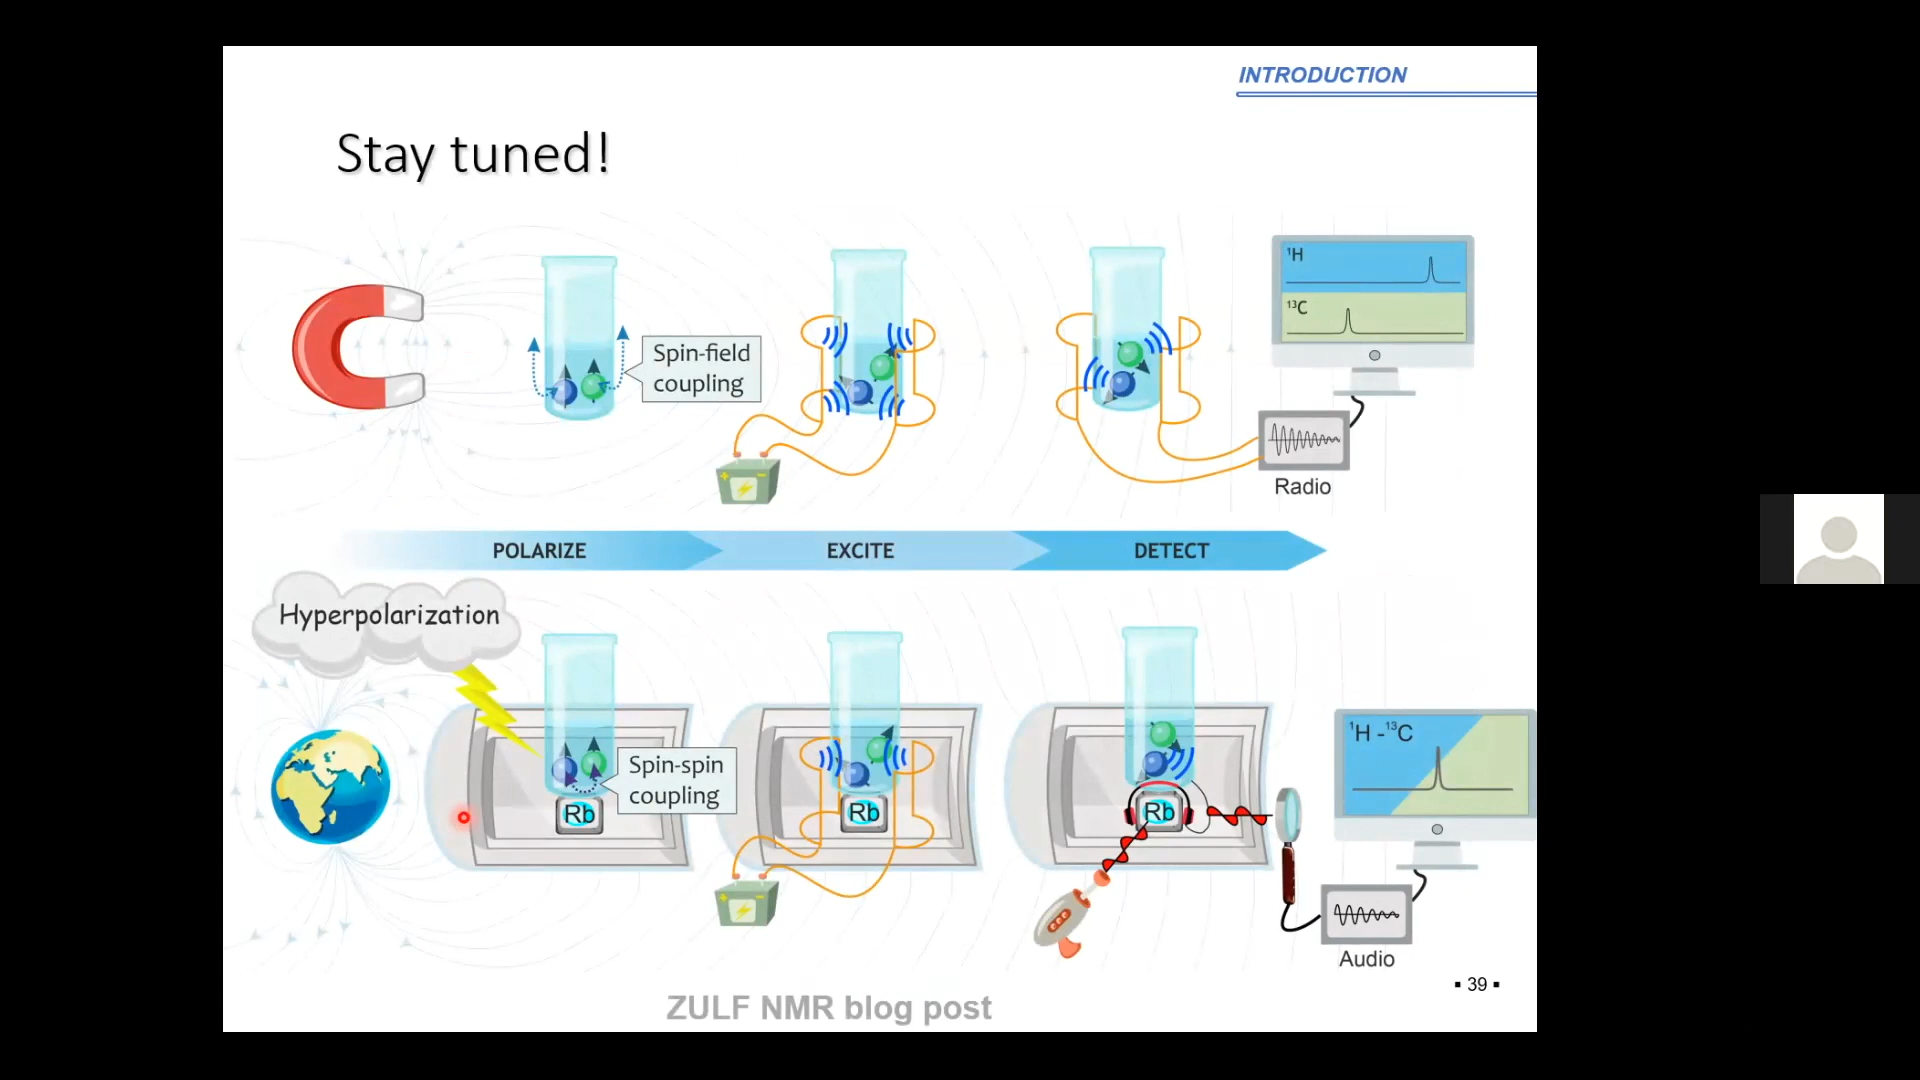 INTRODUCTION
Stay tuned!
¹H
¹³C
Spin-field
coupling
Radio
POLARIZE
EXCITE
DETECT
Hyperpolarization
Spin-spin
coupling
Rb
Rb
Rb
¹H -¹³C
Audio
▪ 39 ▪
ZULF NMR blog post